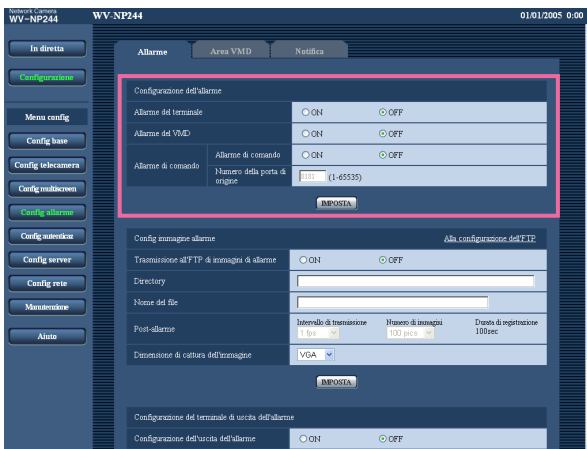 Network Camera
WV-NP244
WV-NP244
01/01/2005 0:00
In diretta
Configurazione
Menu config
Config base
Config telecamera
Config multiscreen
Config allarme
Config autenticaz
Config server
Config rete
Manutenzione
Aiuto
Allarme
Area VMD
Notifica
Configurazione dell'allarme
Allarme del terminale
ON
OFF
Allarme del VMD
ON
OFF
Allarme di comando
Allarme di comando
ON
OFF
Numero della porta di
origine
8181
(1-65535)
IMPOSTA
Config immagine allarme
Alla configurazione dell'FTP
Trasmissione all'FTP di immagini di allarme
ON
OFF
Directory
Nome del file
Post-allarme
Intervallo di trasmissione
1 fps
Numero di immagini
100 pics
Durata di registrazione
100sec
Dimensione di cattura dell'immagine
VGA
IMPOSTA
Configurazione del terminale di uscita dell'allarme
Configurazione dell'uscita dell'allarme
ON
OFF